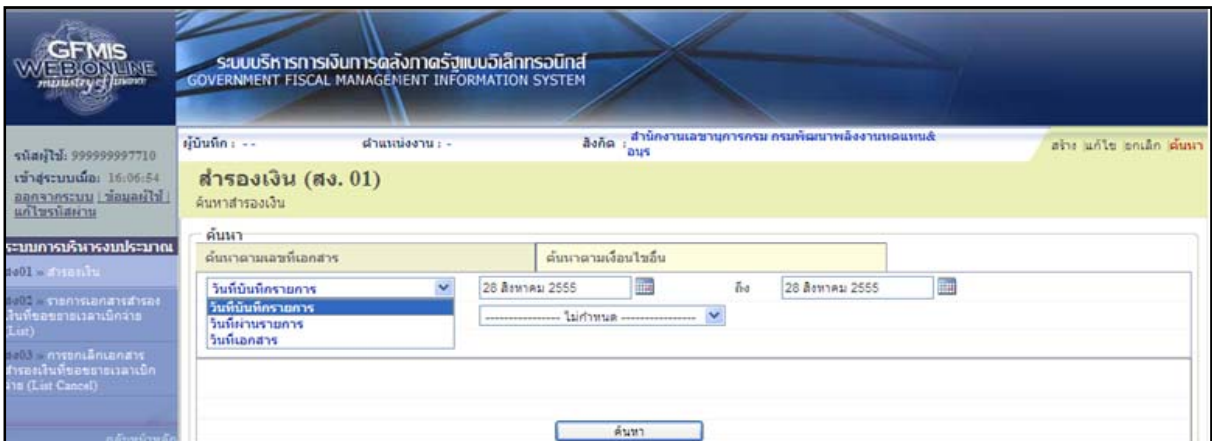 GFMIS
WEB ONLINE
ministry of finance
ระบบบริหารการเงินการคลังภาครัฐแบบอิเล็กทรอนิกส์
GOVERNMENT FISCAL MANAGEMENT INFORMATION SYSTEM
รหัสผู้ใช้: 999999997710
เข้าสู่ระบบเมื่อ: 16:06:54
ออกจากระบบ | ข้อมูลผู้ใช้ |
แก้ไขรหัสผ่าน
ผู้บันทึก : - -
ตำแหน่งงาน : -
สังกัด : สำนักงานเลขานุการกรม กรมพัฒนาพลังงานทดแทน&
อนุร
สร้าง |แก้ไข |ยกเลิก |ค้นหา
สำรองเงิน (สง. 01)
ค้นหาสำรองเงิน
ระบบการบริหารงบประมาณ
สง01 » สำรองเงิน
สง02 » รายการเอกสารสำรอง
เงินที่ขอขยายเวลาเบิกจ่าย
(List)
สง03 » การยกเลิกเอกสาร
สำรองเงินที่ขอขยายเวลาเบิก
จ่าย (List Cancel)
กลับหน้าหลัก
ค้นหา
ค้นหาตามเลขที่เอกสาร
ค้นหาตามเงื่อนไขอื่น
วันที่บันทึกรายการ
28 สิงหาคม 2555
ถึง
28 สิงหาคม 2555
วันที่บันทึกรายการ
วันที่ผ่านรายการ
วันที่เอกสาร
---------------- ไม่กำหนด ----------------
ค้นหา